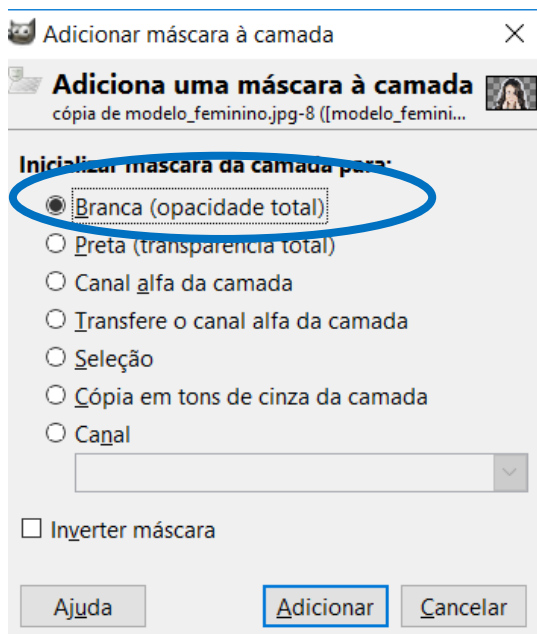 Adicionar máscara à camada
Adiciona uma máscara à camada
cópia de modelo_feminino.jpg-8 ([modelo_femini...
Inicializar máscara da camada para:
Branca (opacidade total)
Preta (transparência total)
Canal alfa da camada
Transfere o canal alfa da camada
Seleção
Cópia em tons de cinza da camada
Canal
Inverter máscara
Ajuda Adicionar Cancelar